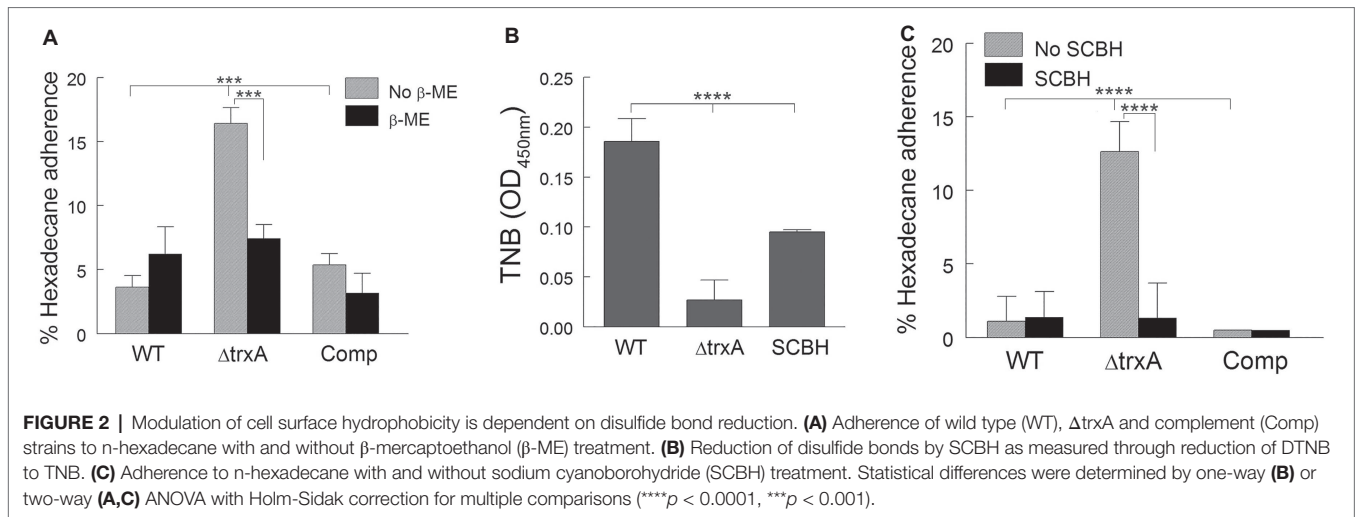 A
% Hexadecane adherence
20
15
10
5
0
***
***
No β-ME
β-ME
WT
ΔtrxA
Comp
B
TNB (OD450nm)
0.25
0.20
0.15
0.10
0.05
0.00
****
WT
ΔtrxA
SCBH
C
% Hexadecane adherence
20
15
10
5
0
No SCBH
SCBH
****
****
WT
ΔtrxA
Comp
FIGURE 2 | Modulation of cell surface hydrophobicity is dependent on disulfide bond reduction. (A) Adherence of wild type (WT), ΔtrxA and complement (Comp)
strains to n-hexadecane with and without β-mercaptoethanol (β-ME) treatment. (B) Reduction of disulfide bonds by SCBH as measured through reduction of DTNB
to TNB. (C) Adherence to n-hexadecane with and without sodium cyanoborohydride (SCBH) treatment. Statistical differences were determined by one-way (B) or
two-way (A,C) ANOVA with Holm-Sidak correction for multiple comparisons (****p < 0.0001, ***p < 0.001).